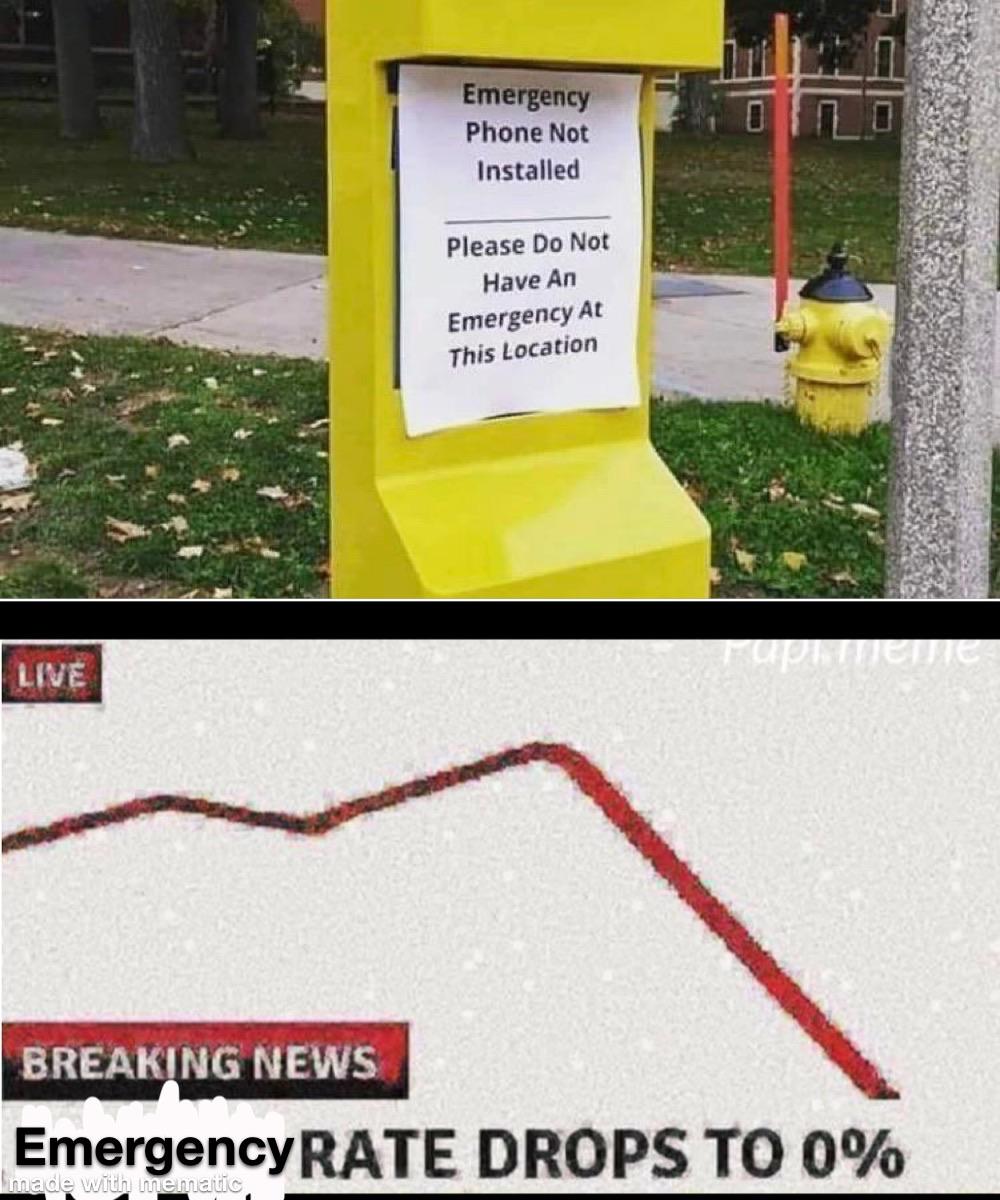 Emergency
Phone Not
Installed
Please Do Not
Have An
Emergency At
This Location
LIVE
BREAKING NEWS
Emergency RATE DROPS TO 0%
made with mematic